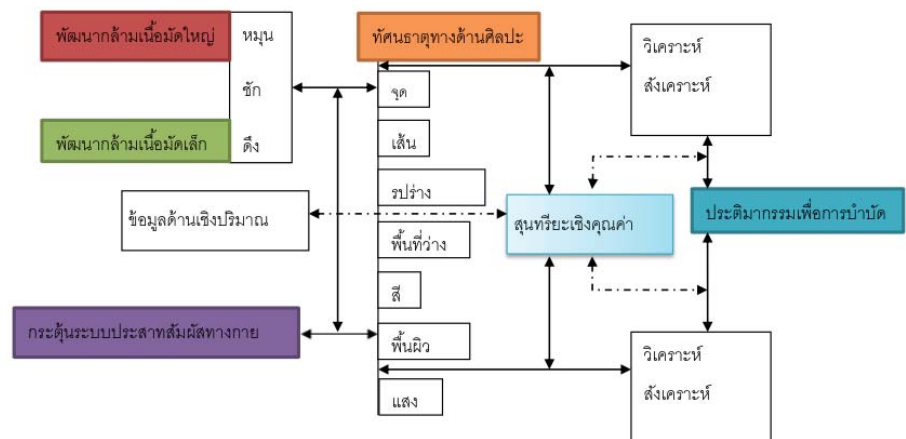 พัฒนากล้ามเนื้อมัดใหญ่
หมุน
ชัก
ดึง
พัฒนากล้ามเนื้อมัดเล็ก
ข้อมูลด้านเชิงปริมาณ
กระตุ้นระบบประสาทสัมผัสทางกาย
ทัศนธาตุทางด้านศิลปะ
จุด
เส้น
รปร่าง
พื้นที่ว่าง
สี
พื้นผิว
แสง
สุนทรียะเชิงคุณค่า
วิเคราะห์
สังเคราะห์
ประติมากรรมเพื่อการบำบัด
วิเคราะห์
สังเคราะห์